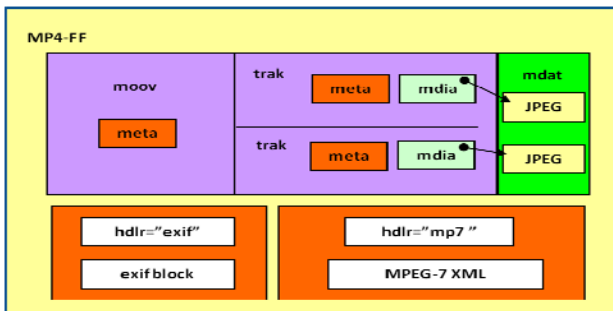 MP4-FF
moov
meta
trak
meta
mdia
trak
meta
mdia
mdat
JPEG
JPEG
hdlr="exif"
exif block
hdlr="mp7 "
MPEG-7 XML